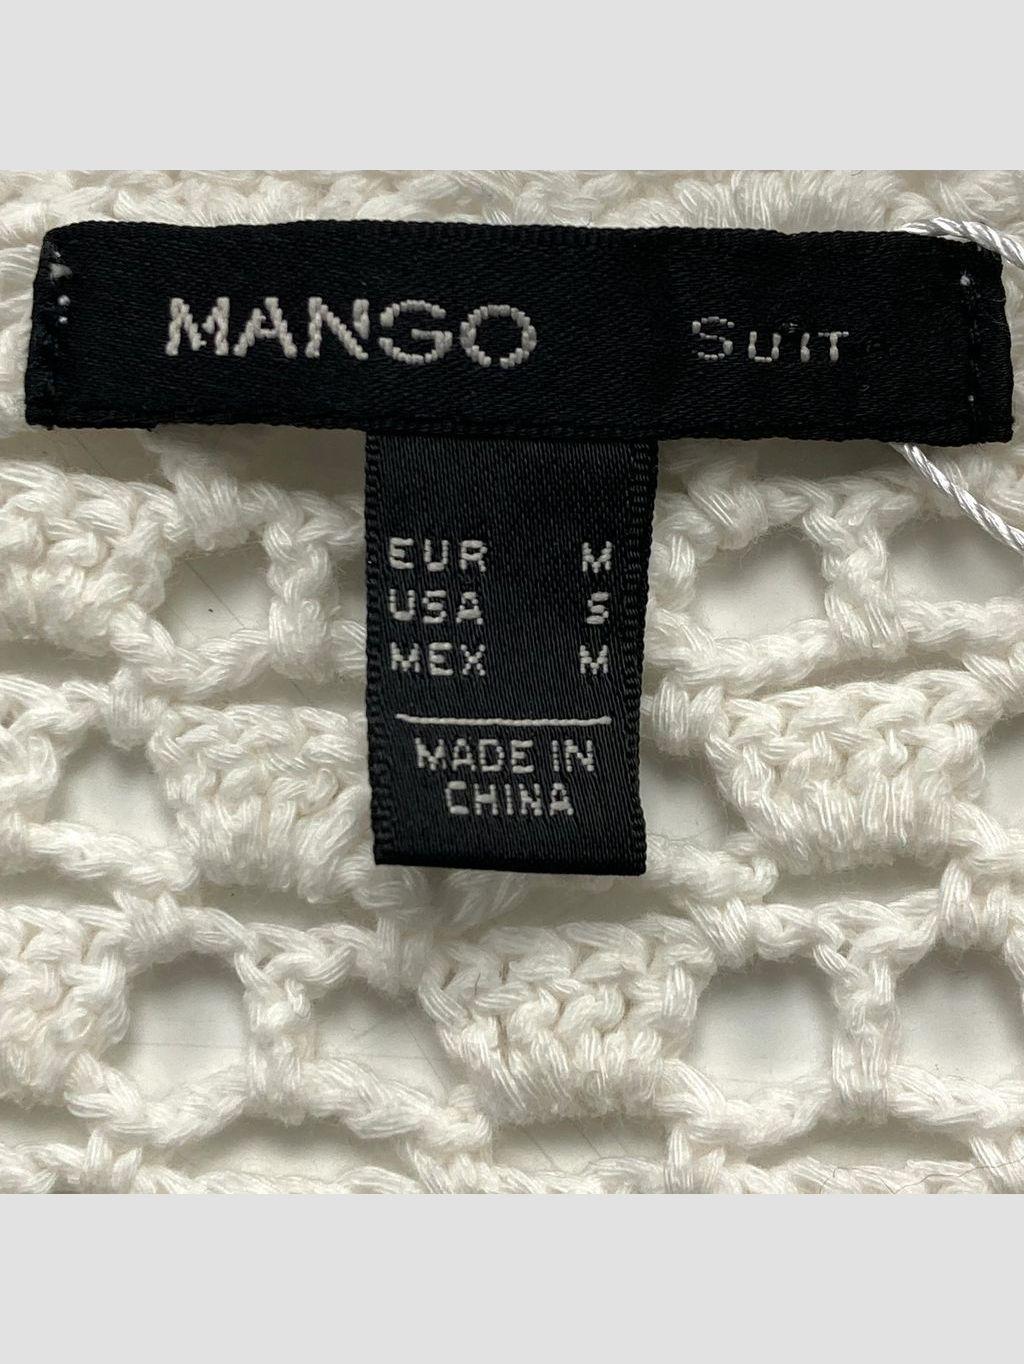 MANGO SUIT
EUR M
USA S
MEX M
MADE IN
CHINA